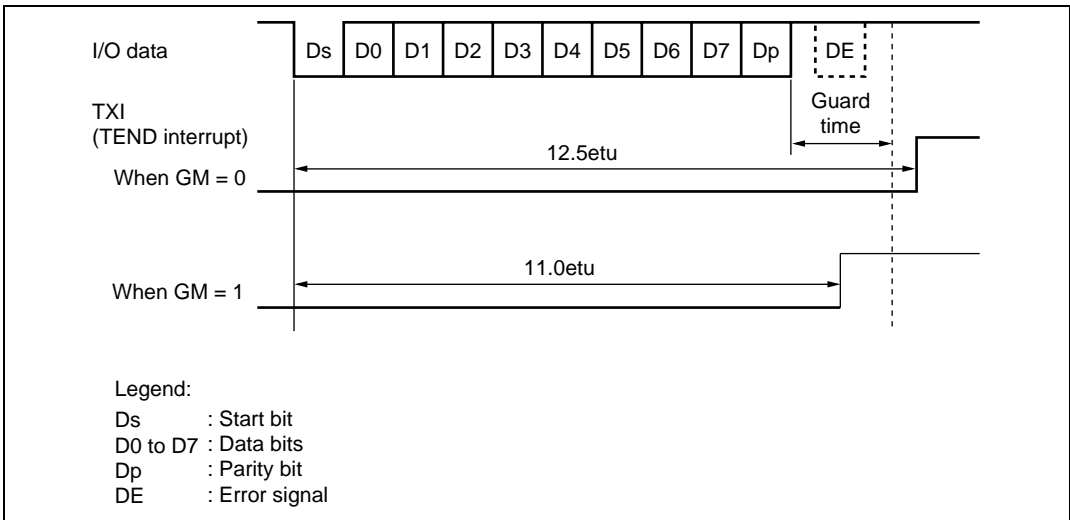 I/O data
Ds D0 D1 D2 D3 D4 D5 D6 D7 Dp DE
Guard
time
TXI
(TEND interrupt)
12.5etu
When GM = 0
11.0etu
When GM = 1
Legend:
Ds : Start bit
D0 to D7 : Data bits
Dp : Parity bit
DE : Error signal